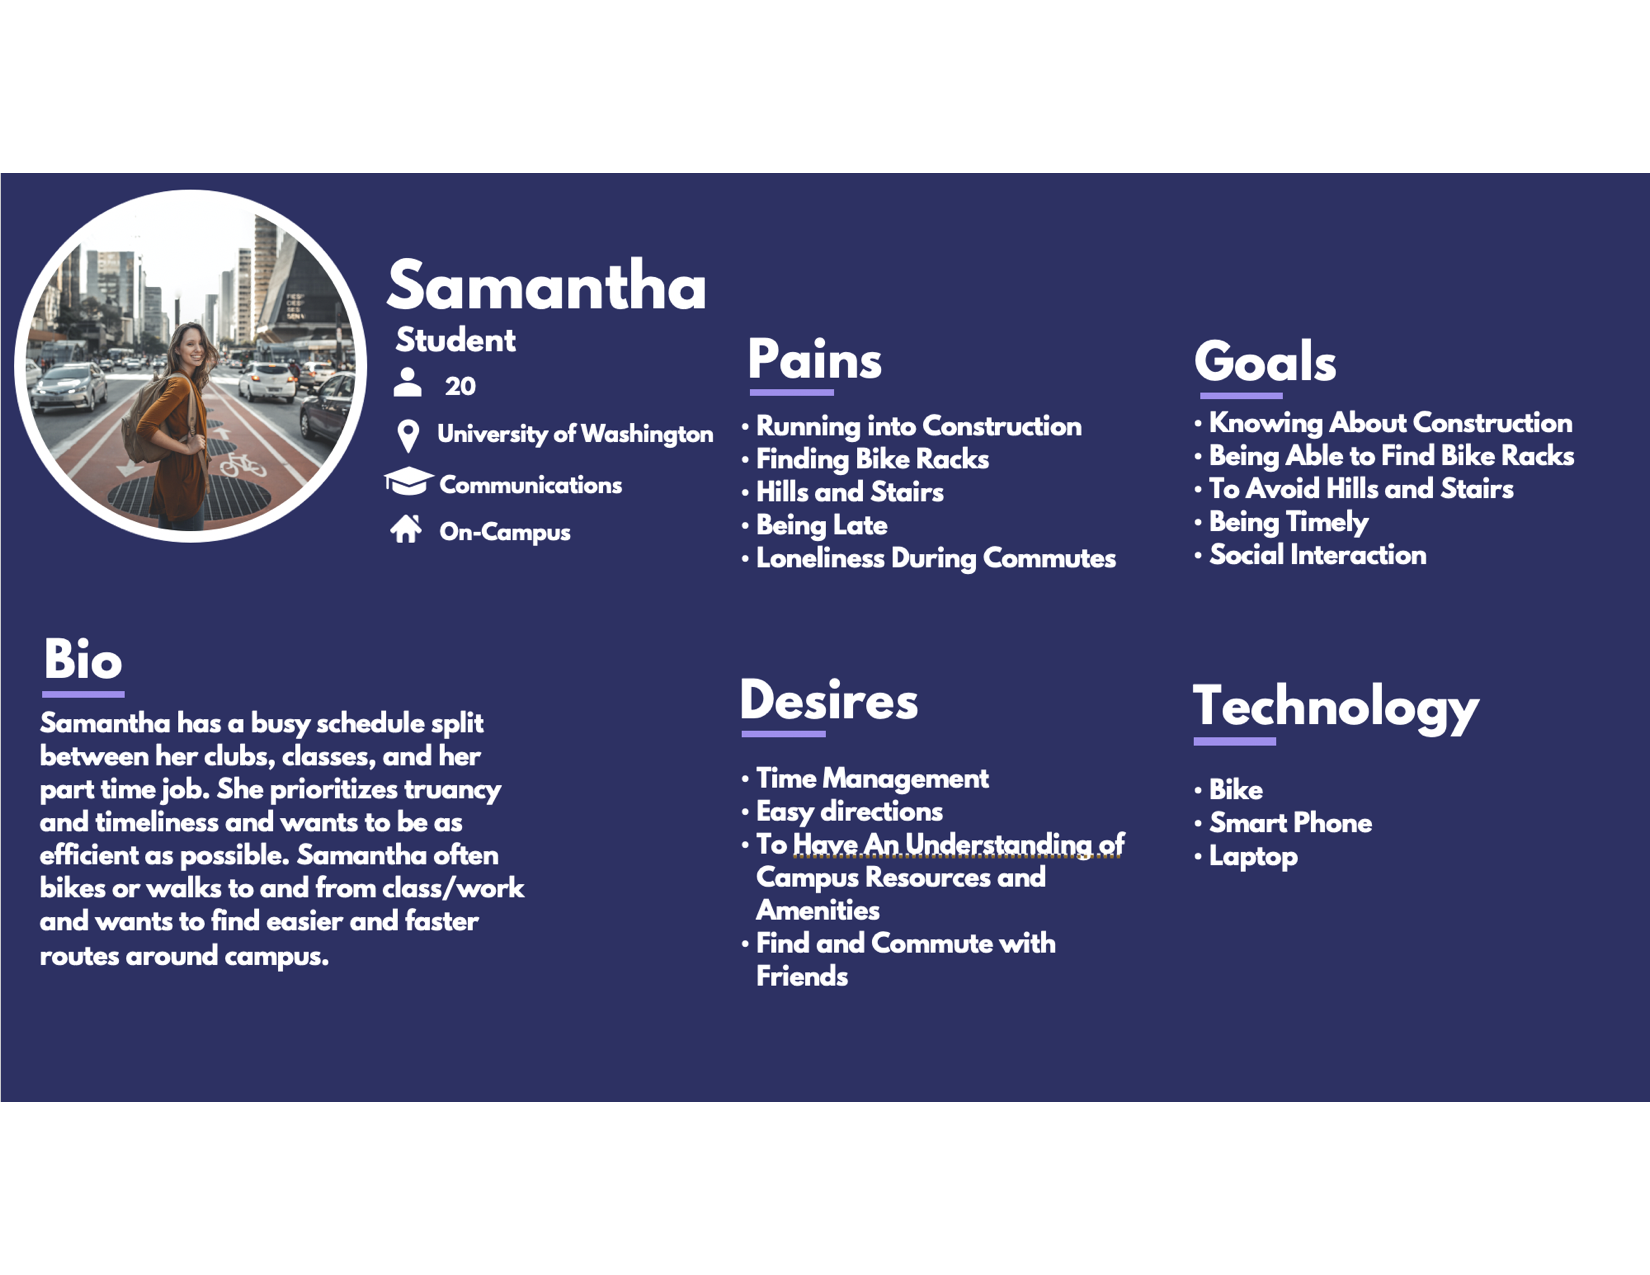 Samantha
Student
20
University of Washington
Communications
On-Campus
Bio
Samantha has a busy schedule split
between her clubs, classes, and her
part time job. She prioritizes truancy
and timeliness and wants to be as
efficient as possible. Samantha often
bikes or walks to and from class/work
and wants to find easier and faster
routes around campus.
Pains
• Running into Construction
• Finding Bike Racks
• Hills and Stairs
• Being Late
• Loneliness During Commutes
Goals
• Knowing About Construction
• Being Able to Find Bike Racks
• To Avoid Hills and Stairs
• Being Timely
• Social Interaction
Desires
• Time Management
• Easy directions
• To Have An Understanding of
Campus Resources and
Amenities
• Find and Commute with
Friends
Technology
• Bike
• Smart Phone
• Laptop